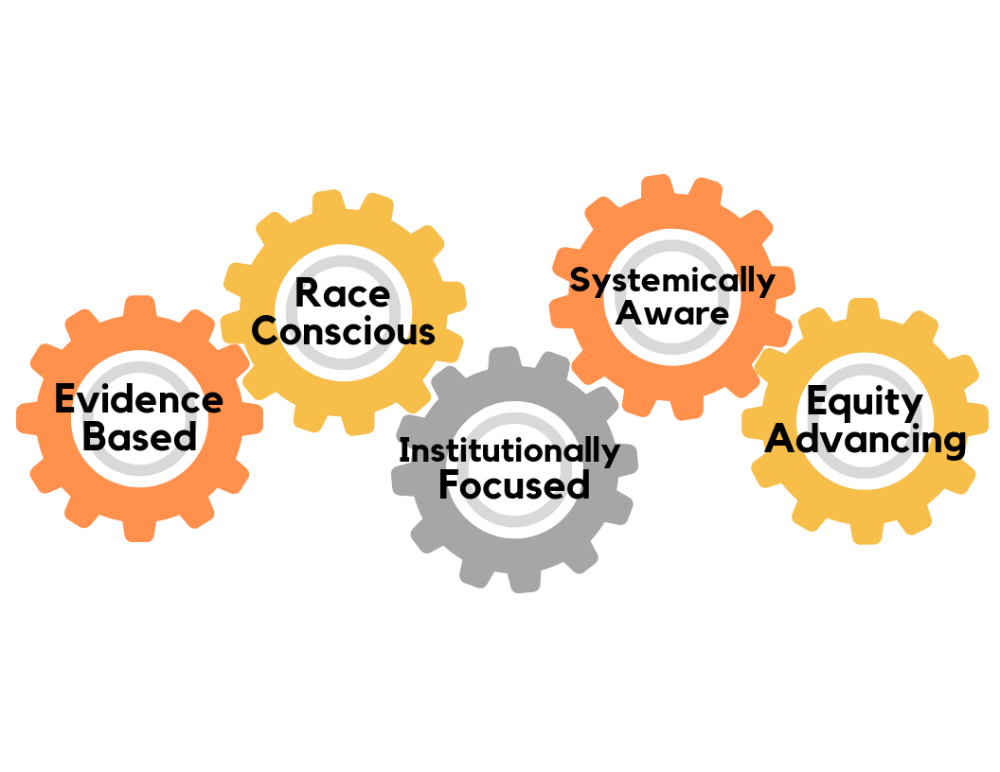 Evidence
Based
Race
Conscious
Institutionally
Focused
Systemically
Aware
Equity
Advancing